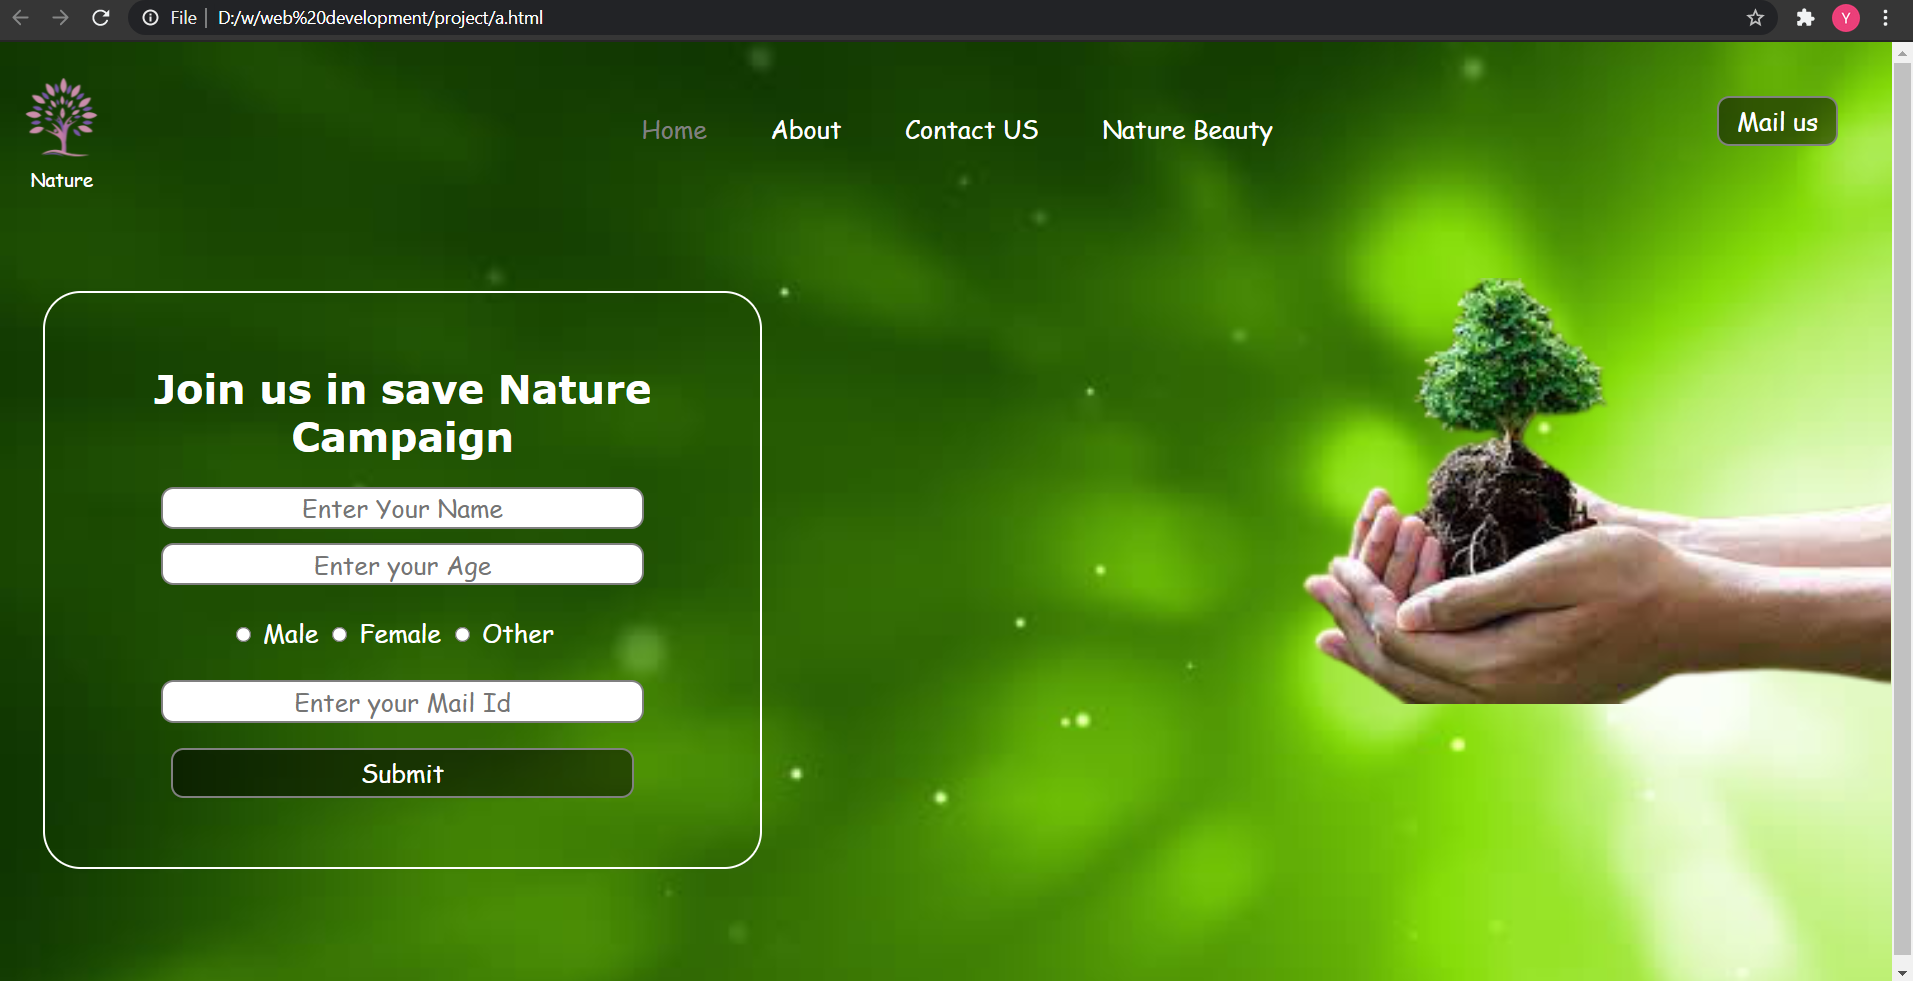 File D:/w/web%20development/project/a.html
Y
Nature
Home About Contact US Nature Beauty
Mail us
Join us in save Nature
Campaign
Enter Your Name
Enter your Age
Male Female Other
Enter your Mail Id
Submit